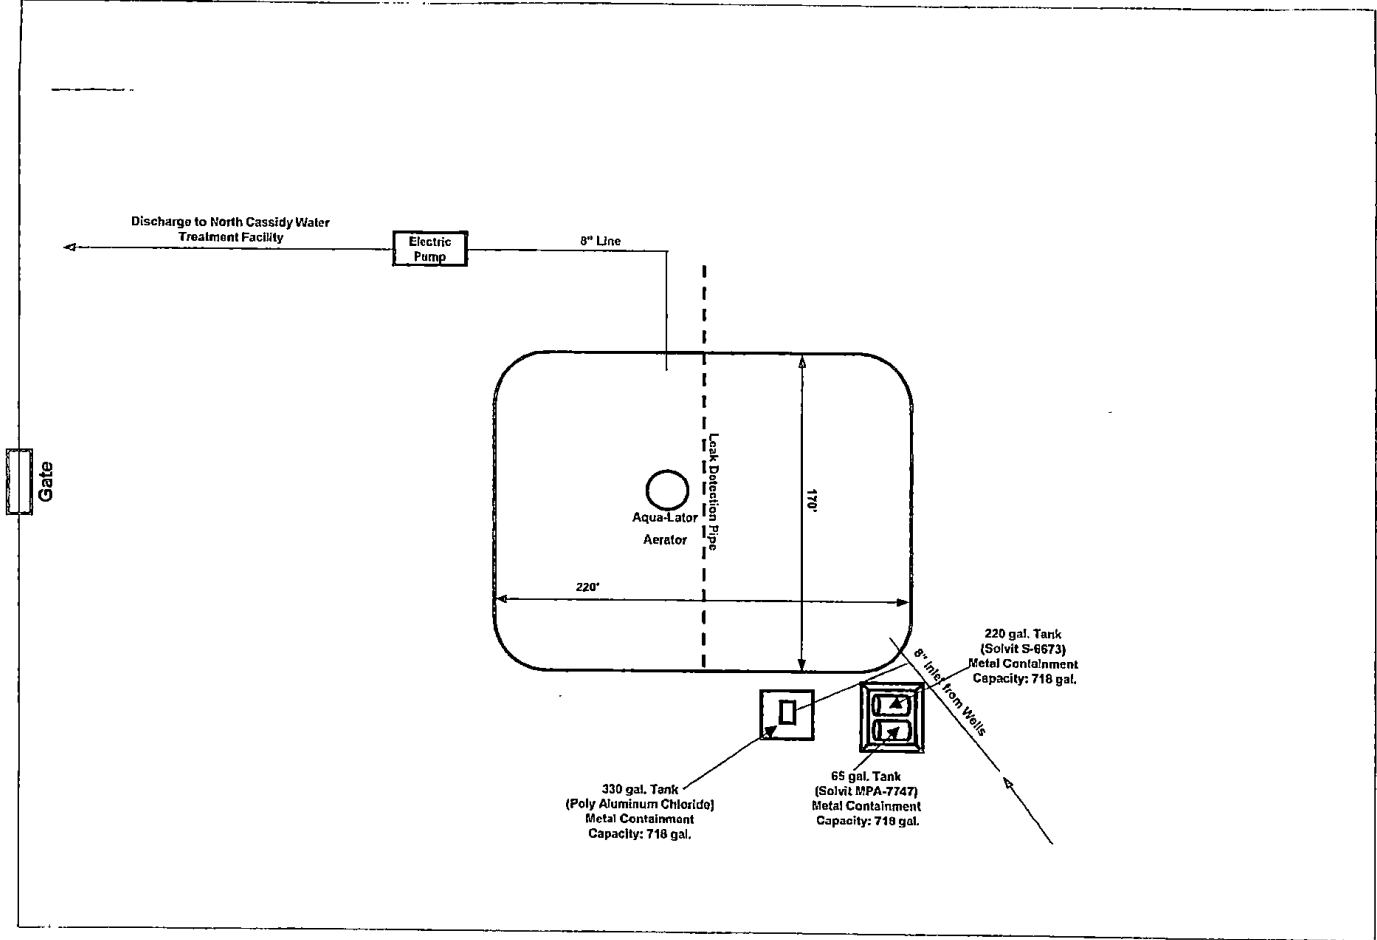 Discharge to North Cassidy Water
Treatment Facility
Electric
Pump
8" Line
Gate
Leak Detection Pipe
170'
Aqua-Lator
Aerator
220'
220 gal. Tank
(Solvit S-6673)
Metal Containment
Capacity: 718 gal.
8" Inlet from Wells
330 gal. Tank
(Poly Aluminum Chloride)
Metal Containment
Capacity: 718 gal.
65 gal. Tank
(Solvit MPA-7747)
Metal Containment
Capacity: 718 gal.